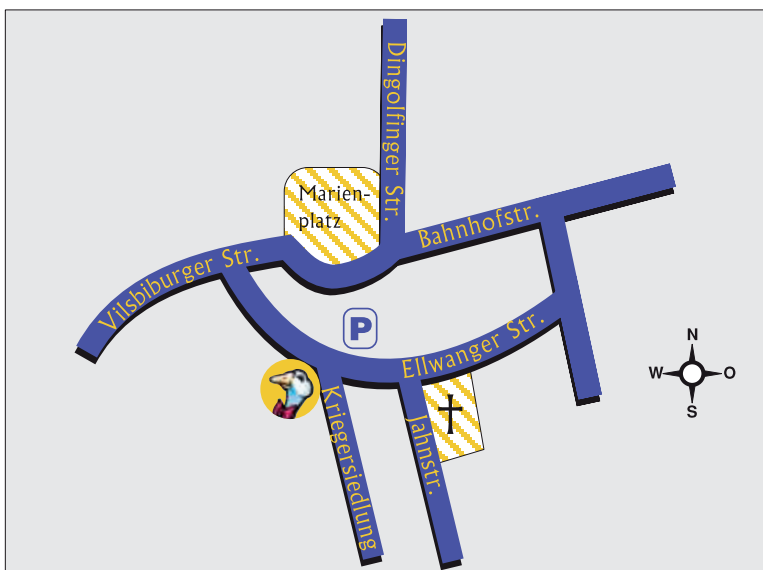 Dingolfinger Str.
Marien-
platz
Bahnhofstr.
Vilsbiburger Str.
P
Ellwanger Str.
Kriegersiedlung
Jahnstr.
N
W O
S